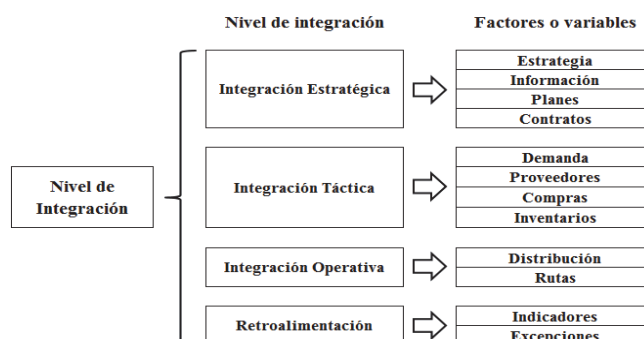 Nivel de integración
Factores o variables
Nivel de
Integración
Integración Estratégica
Estrategia
Información
Planes
Contratos
Integración Táctica
Demanda
Proveedores
Compras
Inventarios
Integración Operativa
Distribución
Rutas
Retroalimentación
Indicadores
Excepciones